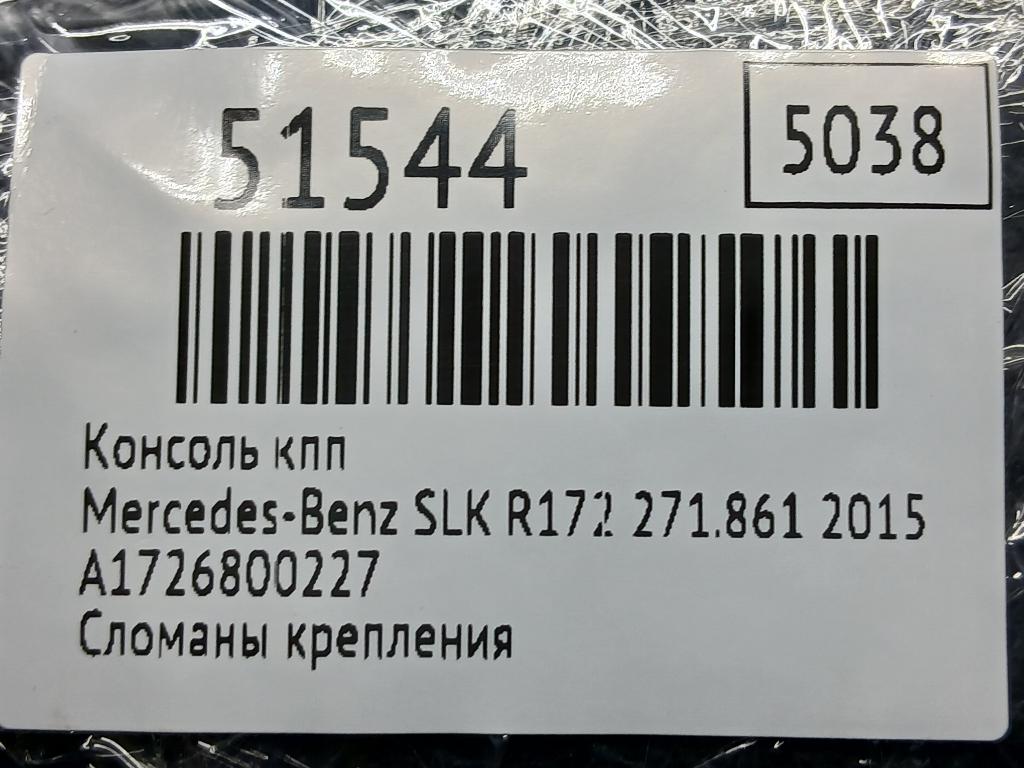 51544
5038
Консоль кпп
Mercedes-Benz SLK R172 271.861 2015
A1726800227
Сломаны крепления